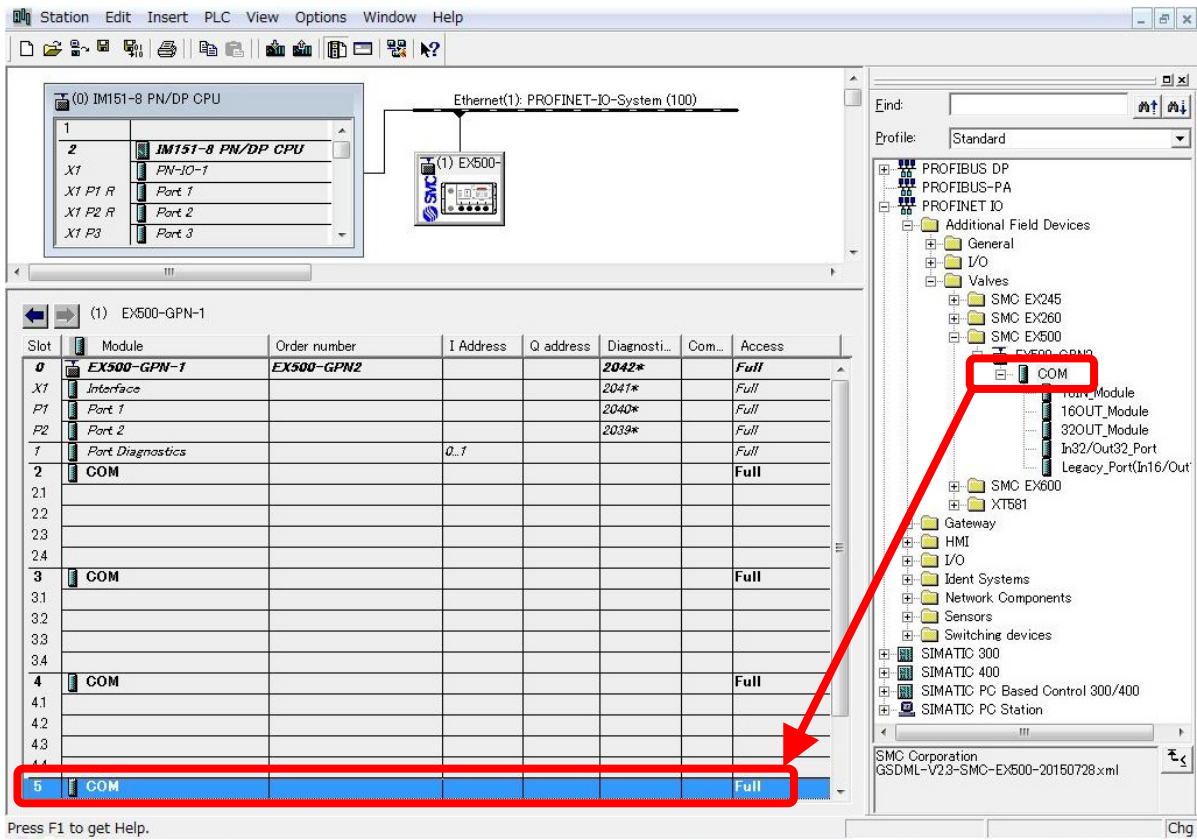 Station Edit Insert PLC View Options Window Help
(0) IM151-8 PN/DP CPU
1
2 IM151-8 PN/DP CPU
X1 PN-IO-1
X1 P1 R Port 1
X1 P2 R Port 2
X1 P3 Port 3
Ethernet(1): PROFINET-IO-System (100)
(1) EX500-
SMC
(1) EX500-GPN-1
Slot Module Order number I Address Q address Diagnosti... Com... Access
0 EX500-GPN-1 EX500-GPN2 2042* Full
X1 Interface 2041* Full
P1 Port 1 2040* Full
P2 Port 2 2039* Full
1 Port Diagnostics 0...1 Full
2 COM Full
2.1
2.2
2.3
2.4
3 COM Full
3.1
3.2
3.3
3.4
4 COM Full
4.1
4.2
4.3
4.4
5 COM Full
Find:
Profile: Standard
PROFIBUS DP
PROFIBUS-PA
PROFINET IO
Additional Field Devices
General
I/O
Valves
SMC EX245
SMC EX260
SMC EX500
EX500-GPN2
COM
16IN_Module
16OUT_Module
32OUT_Module
In32/Out32_Port
Legacy_Port(In16/Out
SMC EX600
XT581
Gateway
HMI
I/O
Ident Systems
Network Components
Sensors
Switching devices
SIMATIC 300
SIMATIC 400
SIMATIC PC Based Control 300/400
SIMATIC PC Station
SMC Corporation
GSDML-V2.3-SMC-EX500-20150728.xml
Press F1 to get Help.
Chg